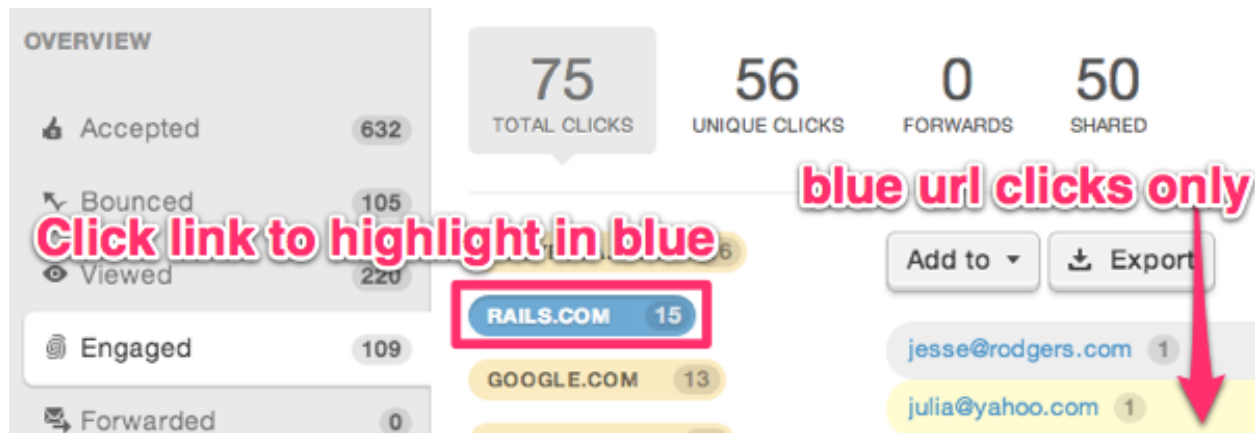 OVERVIEW
Accepted 632
Bounced 105
Viewed 220
Engaged 109
Forwarded 0
75 56 0 50
TOTAL CLICKS UNIQUE CLICKS FORWARDS SHARED
blue url clicks only
Click link to highlight in blue
Add to Export
RAILS.COM 15
GOOGLE.COM 13
jesse@rodgers.com 1
julia@yahoo.com 1